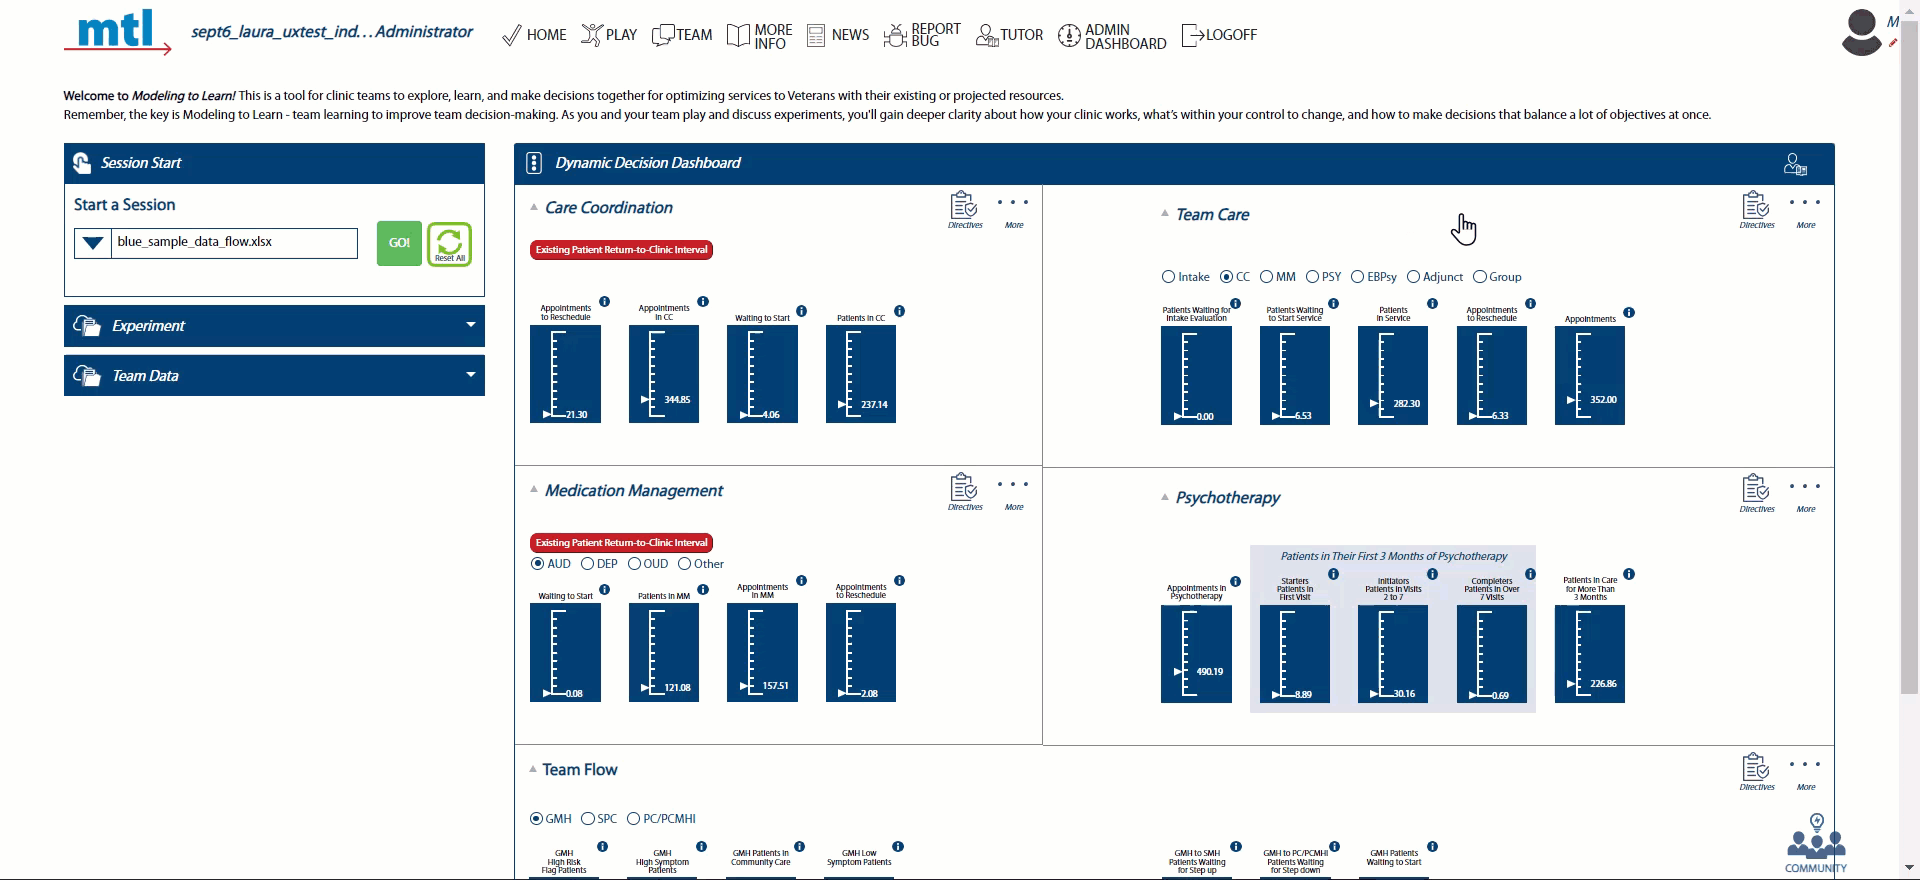 mtl
sept6_laura_uxtest_ind... Administrator
HOME
PLAY
TEAM
MORE
INFO
NEWS
REPORT
BUG
TUTOR
ADMIN
DASHBOARD
LOGOFF
M
Welcome to Modeling to Learn! This is a tool for clinic teams to explore, learn, and make decisions together for optimizing services to Veterans with their existing or projected resources.
Remember, the key is Modeling to Learn - team learning to improve team decision-making. As you and your team play and discuss experiments, you'll gain deeper clarity about how your clinic works, what's within your control to change, and how to make decisions that balance a lot of objectives at once.
Session Start
Start a Session
blue_sample_data_flow.xlsx
GO!
Reset All
Experiment
Team Data
Dynamic Decision Dashboard
Care Coordination
Directives
More
Existing Patient Return-to-Clinic Interval
Appointments
to Reschedule
Appointments
in CC
Waiting to Start
Patients in CC
21.30
344.85
4.06
237.14
Team Care
Directives
More
Intake CC MM PSY EBPsy Adjunct Group
Patients Waiting for
Intake Evaluation
Patients Waiting
to Start Service
Patients
in Service
Appointments
to Reschedule
Appointments
0.00
6.53
282.30
6.33
352.00
Medication Management
Directives
More
Existing Patient Return-to-Clinic Interval
AUD DEP OUD Other
Waiting to Start
Patients in MM
Appointments
in MM
Appointments
to Reschedule
0.08
121.08
157.51
2.08
Psychotherapy
Directives
More
Patients in Their First 3 Months of Psychotherapy
Appointments in
Psychotherapy
Starters
Patients in
First Visit
Initiators
Patients in Visits
2 to 7
Completers
Patients in Over
7 Visits
Patients in Care
for More Than
3 Months
490.19
8.89
30.16
0.69
226.86
Team Flow
Directives
More
GMH SPC PC/PCMHI
GMH
High Risk
Flag Patients
GMH
High Symptom
Patients
GMH Patients in
Community Care
GMH Low
Symptom Patients
GMH to SMH
Patients Waiting
for Step up
GMH to PC/PCMHI
Patients Waiting
for Step down
GMH Patients
Waiting to Start
COMMUNITY